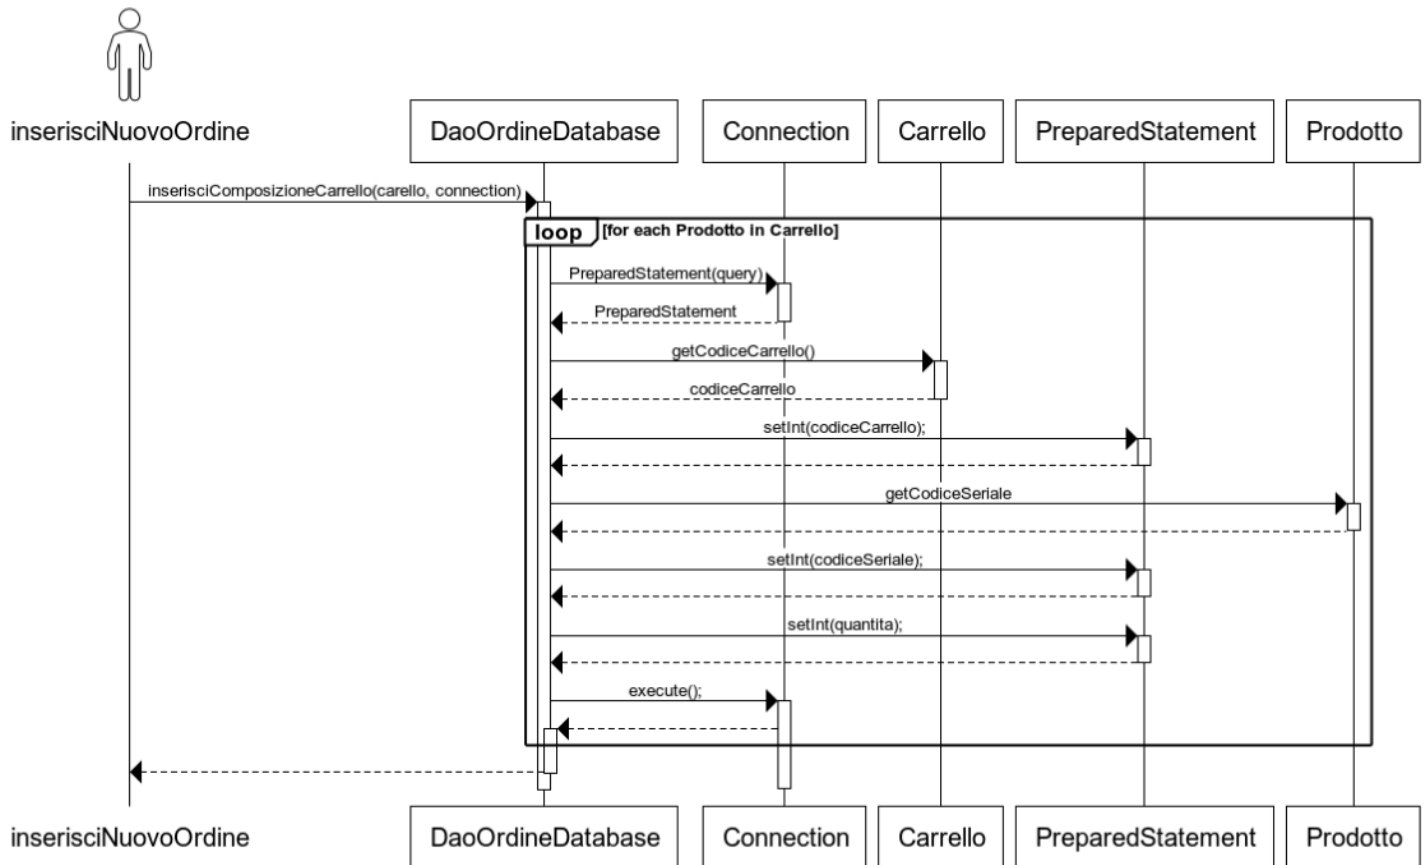 inserisciNuovoOrdine
DaoOrdineDatabase
Connection
Carrello
PreparedStatement
Prodotto
inserisciComposizioneCarrello(carello, connection)
loop
[for each Prodotto in Carrello]
PreparedStatement(query)
PreparedStatement
getCodiceCarrello()
codiceCarrello
setInt(codiceCarrello);
getCodiceSeriale
setInt(codiceSeriale);
setInt(quantita);
execute();
inserisciNuovoOrdine
DaoOrdineDatabase
Connection
Carrello
PreparedStatement
Prodotto